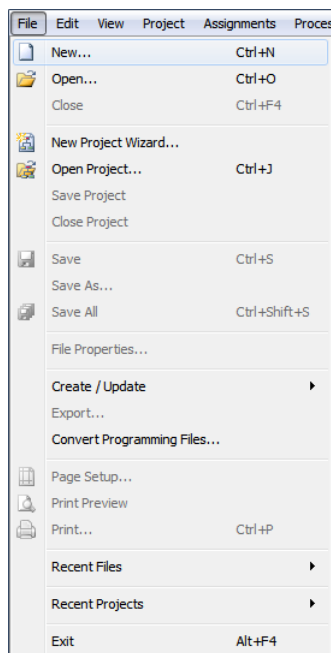 File Edit View Project Assignments Proces
New... Ctrl+N
Open... Ctrl+O
Close Ctrl+F4
New Project Wizard...
Open Project... Ctrl+J
Save Project
Close Project
Save Ctrl+S
Save As...
Save All Ctrl+Shift+S
File Properties...
Create / Update
Export...
Convert Programming Files...
Page Setup...
Print Preview
Print... Ctrl+P
Recent Files
Recent Projects
Exit Alt+F4